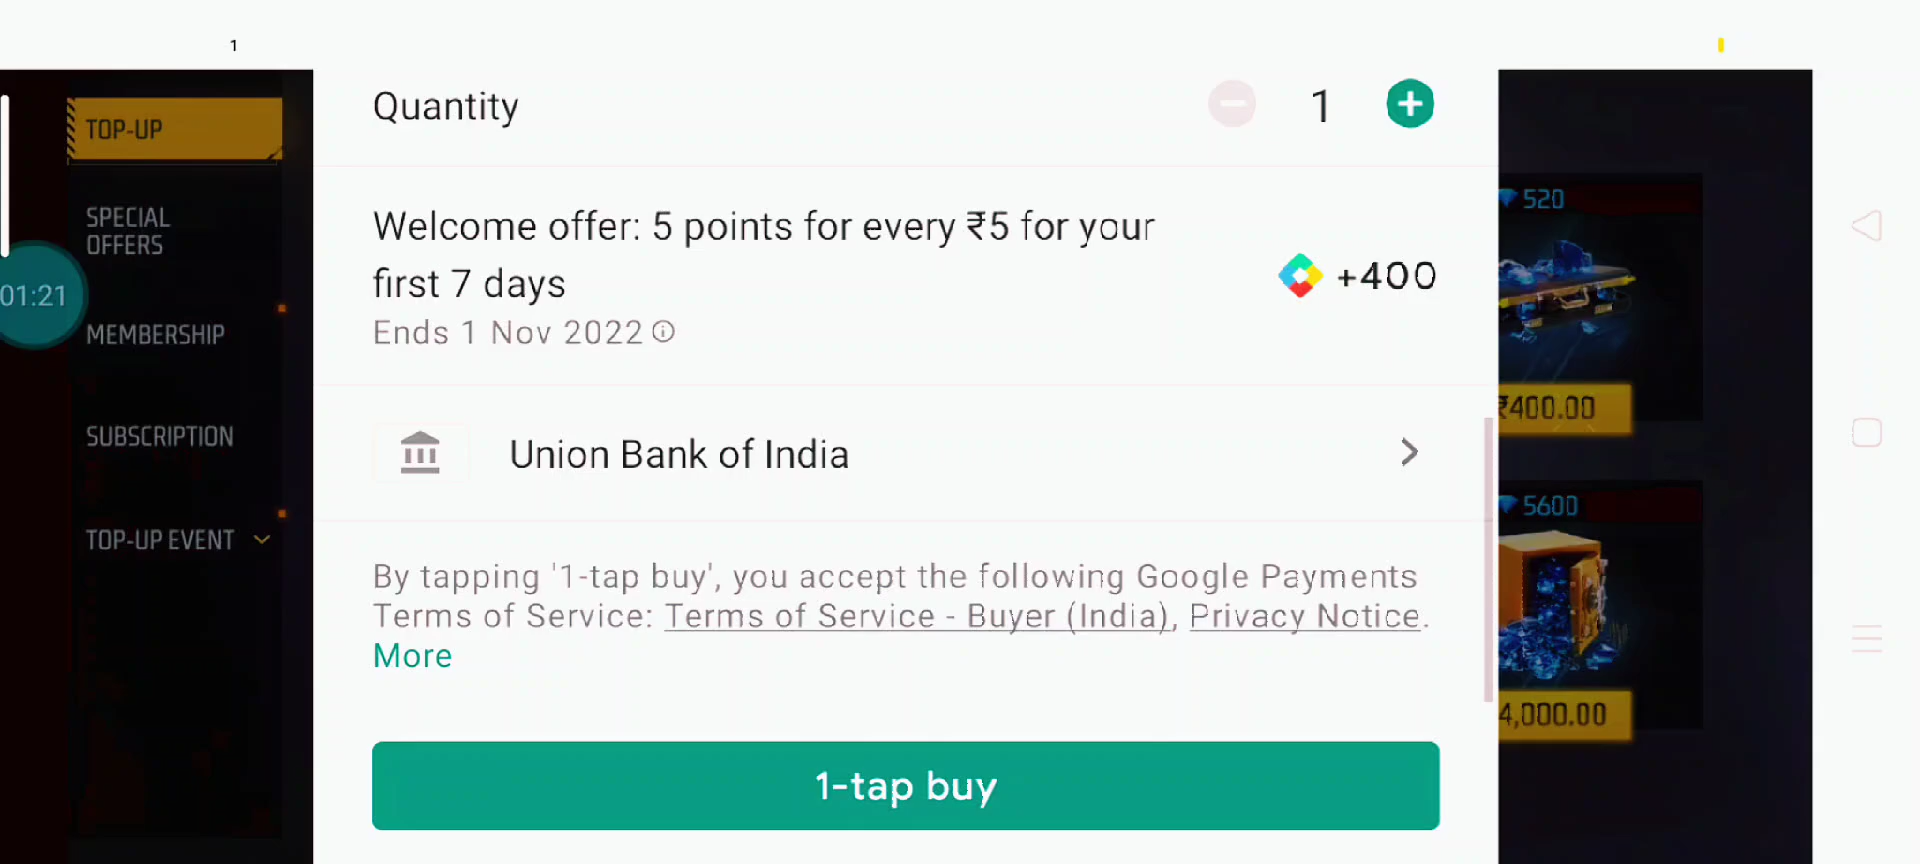 1
TOP-UP
SPECIAL
OFFERS
01:21
MEMBERSHIP
SUBSCRIPTION
TOP-UP EVENT
Quantity
1
Welcome offer: 5 points for every ₹5 for your
first 7 days
+400
Ends 1 Nov 2022
Union Bank of India
By tapping '1-tap buy', you accept the following Google Payments
Terms of Service: Terms of Service - Buyer (India), Privacy Notice.
More
1-tap buy
520
₹400.00
5600
4,000.00